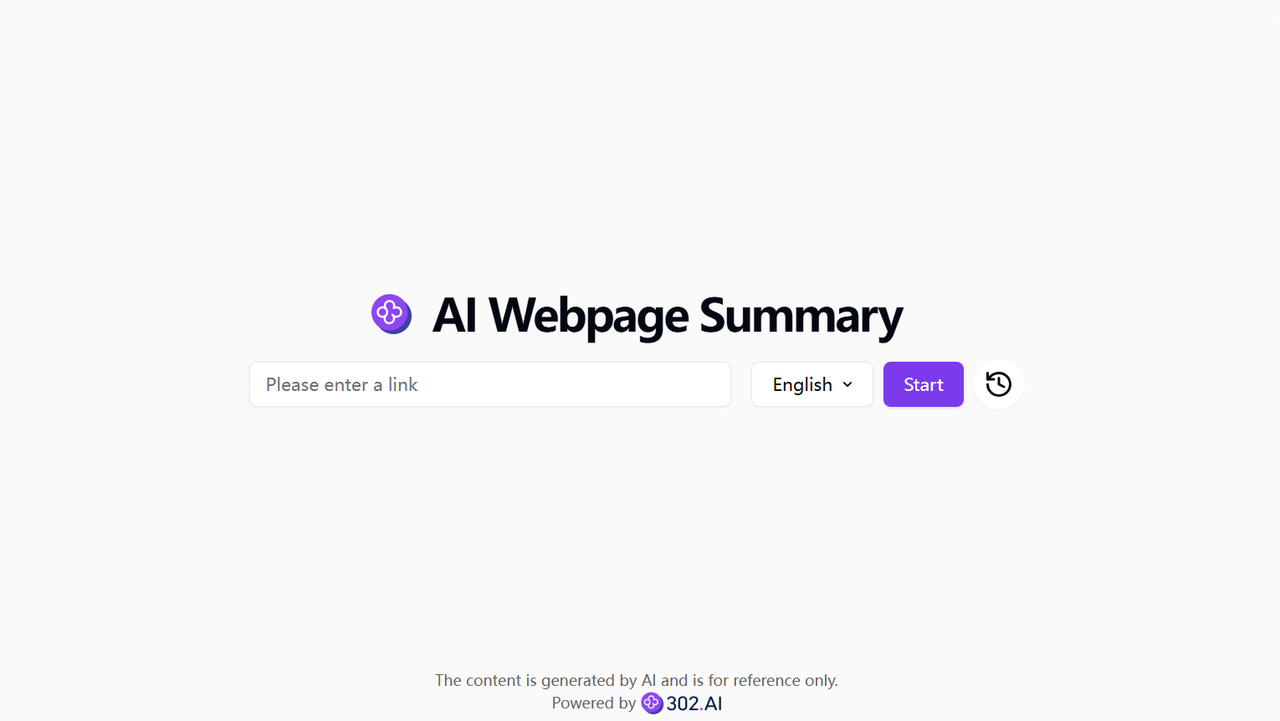 AI Webpage Summary
Please enter a link
English
Start
The content is generated by AI and is for reference only.
Powered by 302.AI